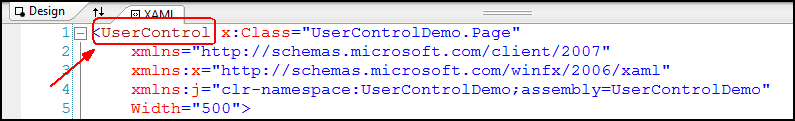 Design XAML
1 <UserControl x:Class="UserControlDemo.Page"
2 xmlns="http://schemas.microsoft.com/client/2007"
3 xmlns:x="http://schemas.microsoft.com/winfx/2006/xaml"
4 xmlns:j="clr-namespace:UserControlDemo;assembly=UserControlDemo"
5 Width="500">